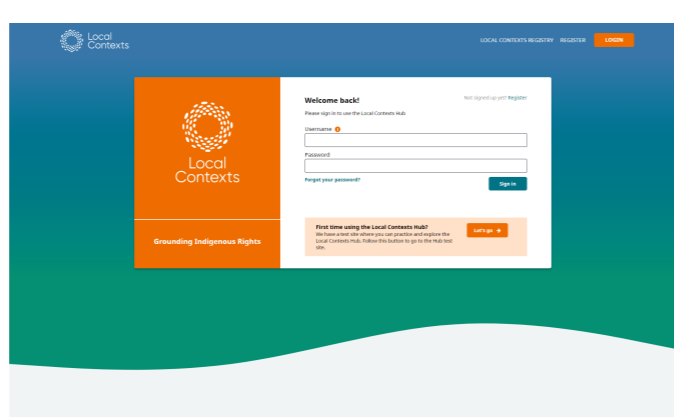 Local
Contexts
LOCAL CONTEXTS REGISTRY REGISTER LOGIN
Local
Contexts
Grounding Indigenous Rights
Welcome back!
Not signed up yet? Register
Please sign in to use the Local Contexts Hub
Username
Password
Forgot your password?
Sign in
First time using the Local Contexts Hub?
We have a test site where you can practice and explore the
Local Contexts Hub. Follow this button to go to the Hub test
site.
Let's go →